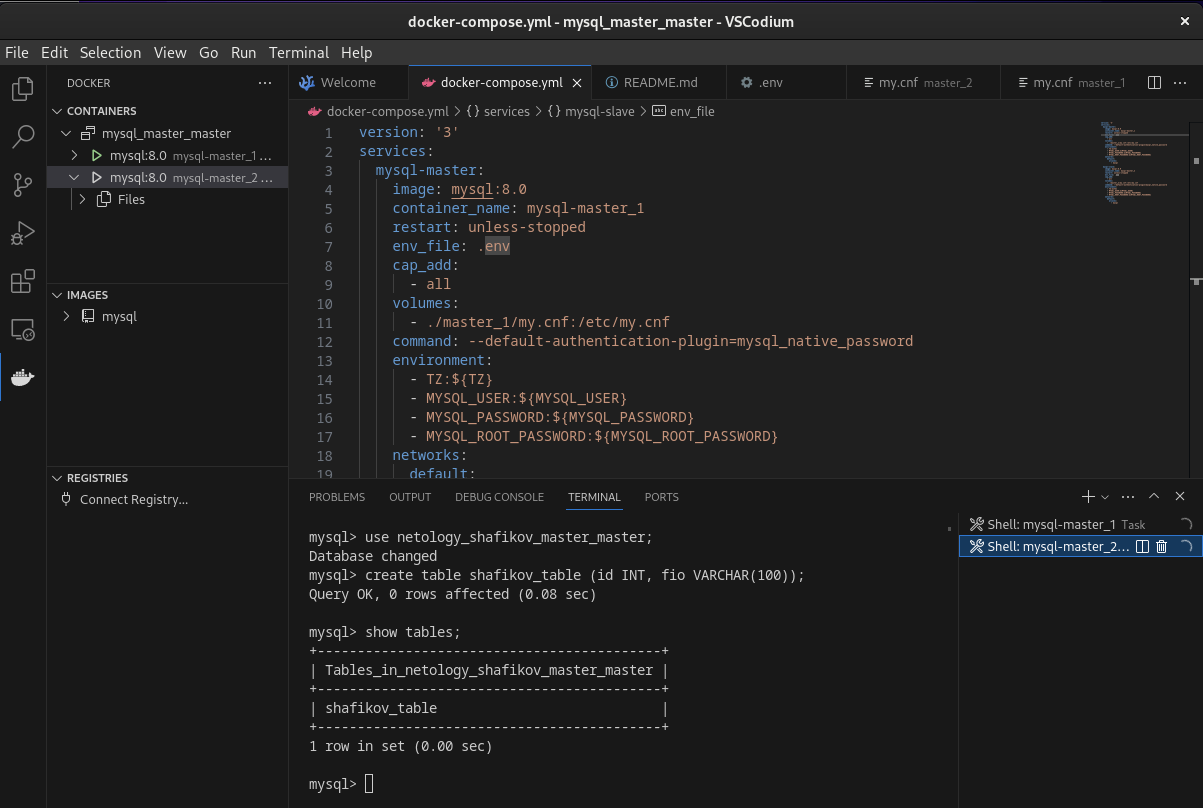 docker-compose.yml - mysql_master_master - VSCodium
File Edit Selection View Go Run Terminal Help
DOCKER
CONTAINERS
mysql_master_master
mysql:8.0 mysql-master_1 ...
mysql:8.0 mysql-master_2 ...
Files
IMAGES
mysql
REGISTRIES
Connect Registry...
Welcome
docker-compose.yml
README.md
.env
my.cnf master_2
my.cnf master_1
docker-compose.yml > {} services > {} mysql-slave > env_file
1 version: '3'
2 services:
3 mysql-master:
4 image: mysql:8.0
5 container_name: mysql-master_1
6 restart: unless-stopped
7 env_file: .env
8 cap_add:
9 - all
10 volumes:
11 - ./master_1/my.cnf:/etc/my.cnf
12 command: --default-authentication-plugin=mysql_native_password
13 environment:
14 - TZ:${TZ}
15 - MYSQL_USER:${MYSQL_USER}
16 - MYSQL_PASSWORD:${MYSQL_PASSWORD}
17 - MYSQL_ROOT_PASSWORD:${MYSQL_ROOT_PASSWORD}
18 networks:
19 default:
PROBLEMS OUTPUT DEBUG CONSOLE TERMINAL PORTS
mysql> use netology_shafikov_master_master;
Database changed
mysql> create table shafikov_table (id INT, fio VARCHAR(100));
Query OK, 0 rows affected (0.08 sec)
mysql> show tables;
+-------------------------------------------+
| Tables_in_netology_shafikov_master_master |
+-------------------------------------------+
| shafikov_table                            |
+-------------------------------------------+
1 row in set (0.00 sec)
mysql>
Shell: mysql-master_1 Task
Shell: mysql-master_2...